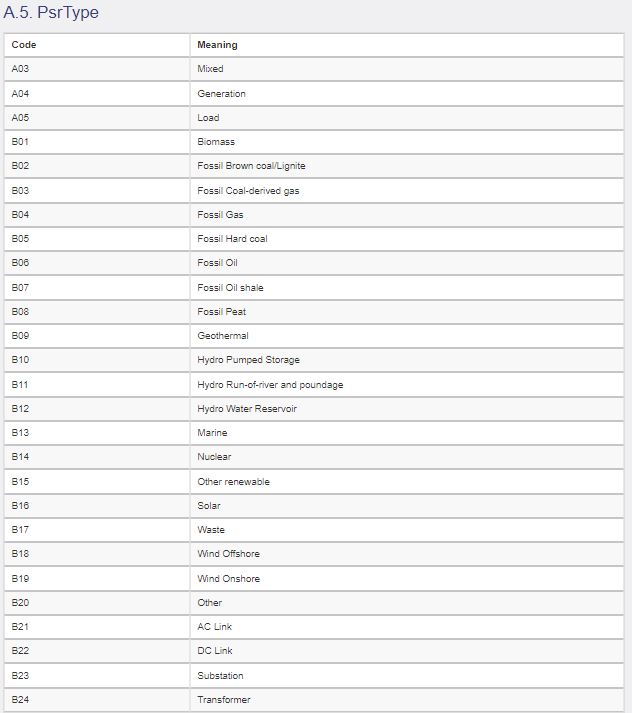 A.5. PsrType
Code Meaning
A03 Mixed
A04 Generation
A05 Load
B01 Biomass
B02 Fossil Brown coal/Lignite
B03 Fossil Coal-derived gas
B04 Fossil Gas
B05 Fossil Hard coal
B06 Fossil Oil
B07 Fossil Oil shale
B08 Fossil Peat
B09 Geothermal
B10 Hydro Pumped Storage
B11 Hydro Run-of-river and poundage
B12 Hydro Water Reservoir
B13 Marine
B14 Nuclear
B15 Other renewable
B16 Solar
B17 Waste
B18 Wind Offshore
B19 Wind Onshore
B20 Other
B21 AC Link
B22 DC Link
B23 Substation
B24 Transformer